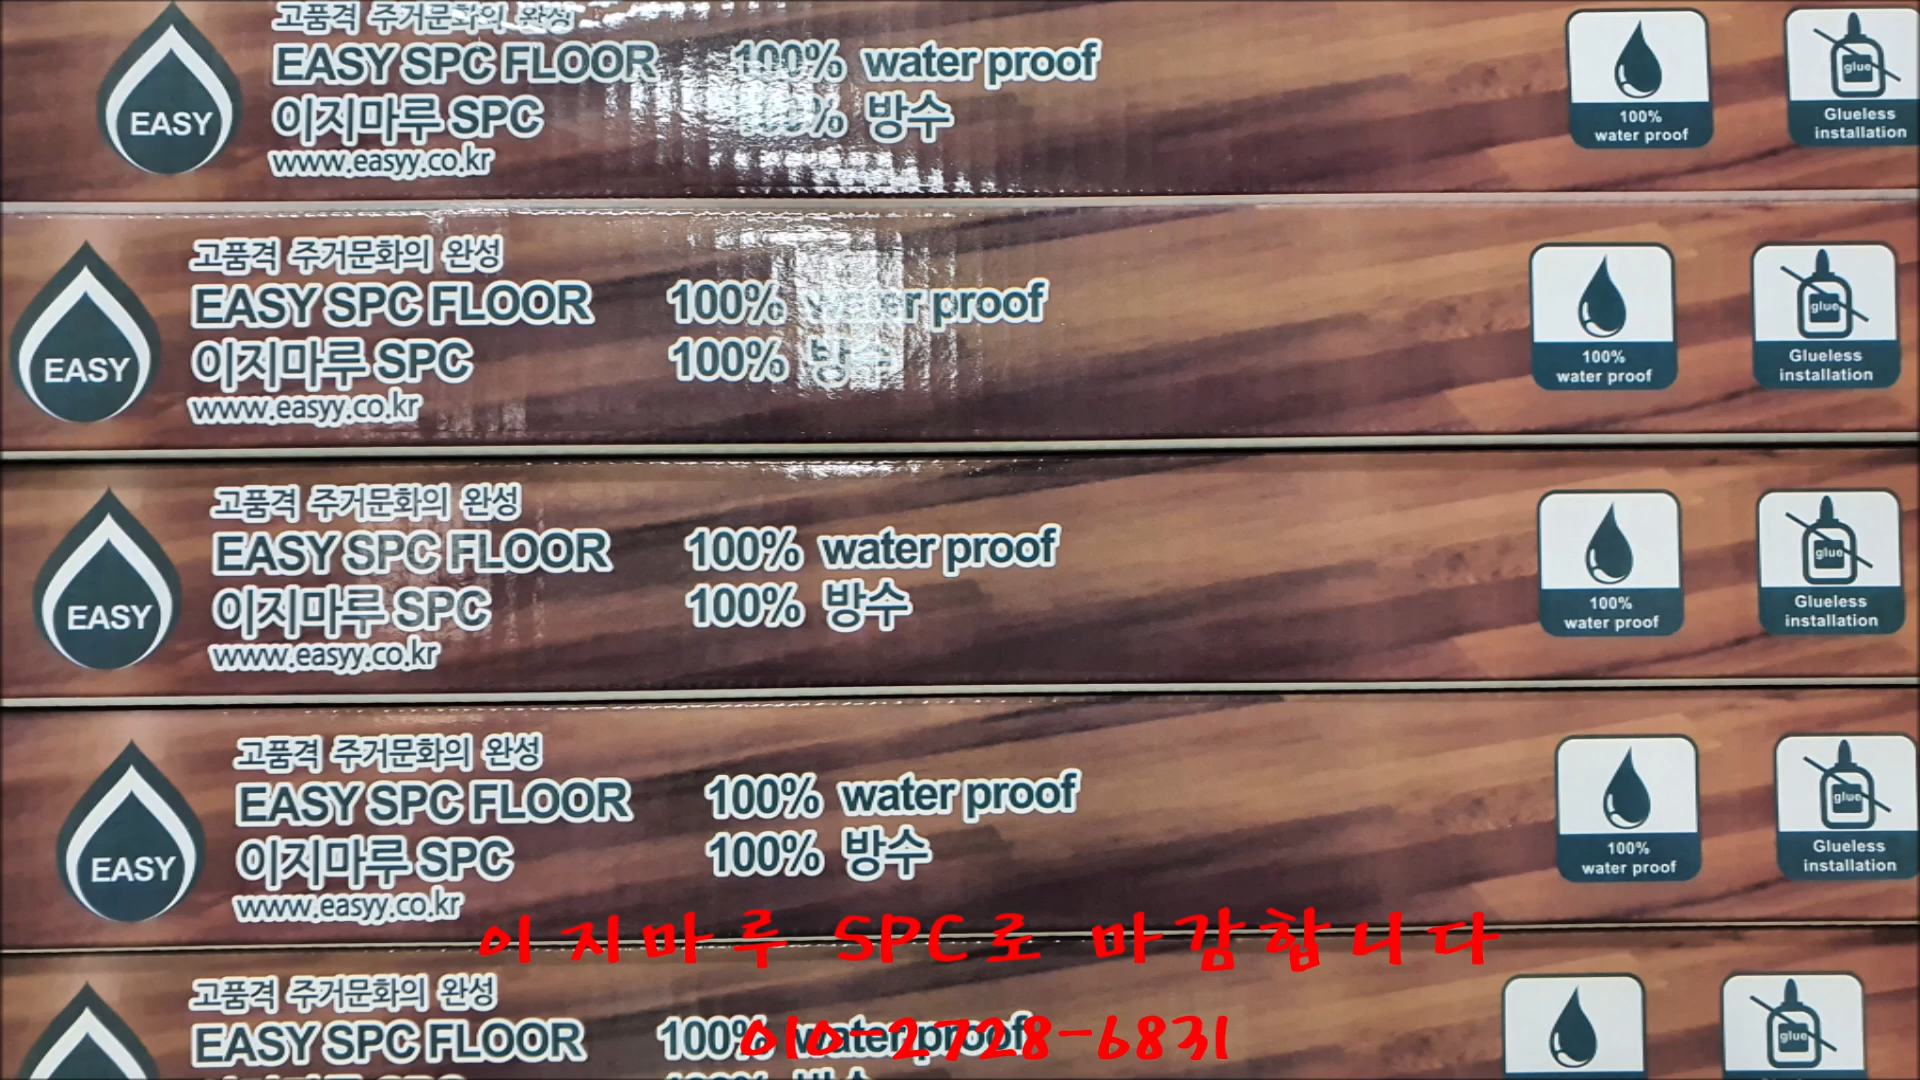 고품격 주거문화의 완성
EASY SPC FLOOR 100% water proof
이지마루 SPC 100% 방수
www.easyy.co.kr
EASY
100%
water proof
glue
Glueless
installation
고품격 주거문화의 완성
EASY SPC FLOOR 100% water proof
이지마루 SPC 100% 방수
www.easyy.co.kr
EASY
100%
water proof
glue
Glueless
installation
고품격 주거문화의 완성
EASY SPC FLOOR 100% water proof
이지마루 SPC 100% 방수
www.easyy.co.kr
EASY
100%
water proof
glue
Glueless
installation
고품격 주거문화의 완성
EASY SPC FLOOR 100% water proof
이지마루 SPC 100% 방수
www.easyy.co.kr
EASY
100%
water proof
glue
Glueless
installation
이지마루 SPC로 마감합니다
고품격 주거문화의 완성
EASY SPC FLOOR 100% water proof
glue
010-2728-6831